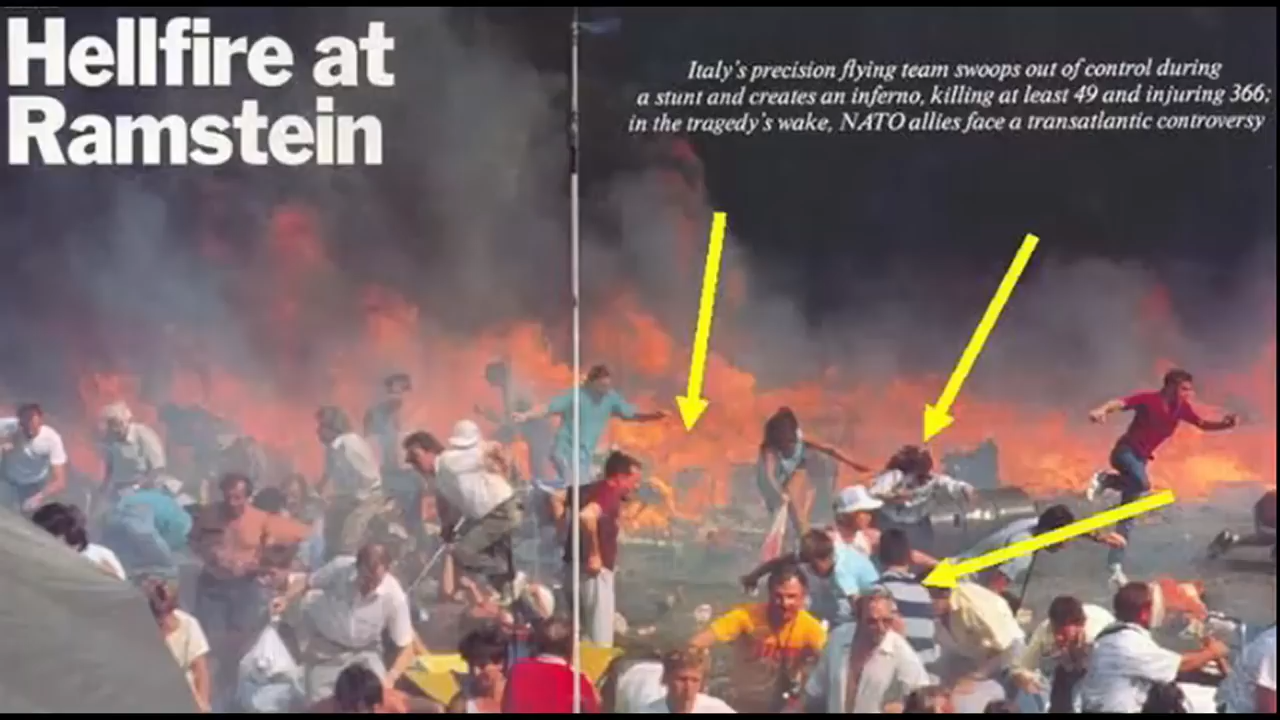 Hellfire at
Ramstein
Italy's precision flying team swoops out of control during
a stunt and creates an inferno, killing at least 49 and injuring 366;
in the tragedy's wake, NATO allies face a transatlantic controversy